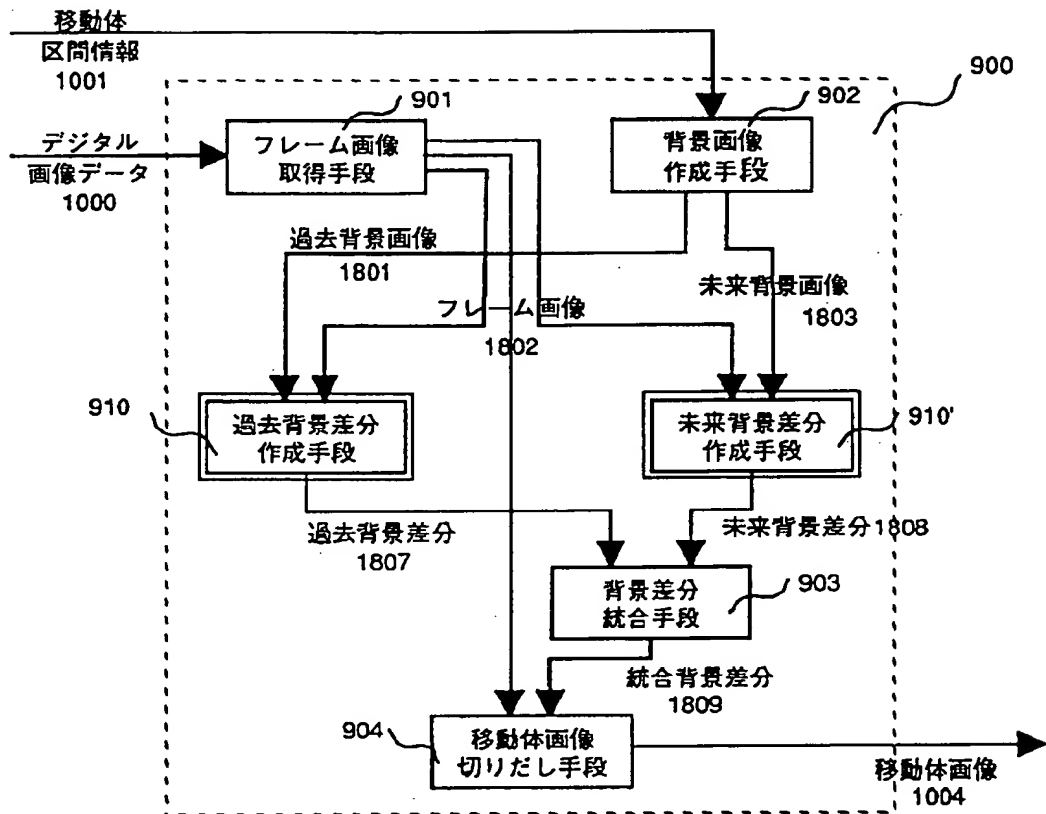 移動体
区間情報
1001
900
901
902
デジタル
画像データ
1000
フレーム画像
取得手段
背景画像
作成手段
過去背景画像
1801
未来背景画像
1803
フレーム画像
1802
910
過去背景差分
作成手段
未来背景差分
作成手段
910'
過去背景差分
1807
未来背景差分1808
背景差分
統合手段
903
統合背景差分
1809
904
移動体画像
切りだし手段
移動体画像
1004